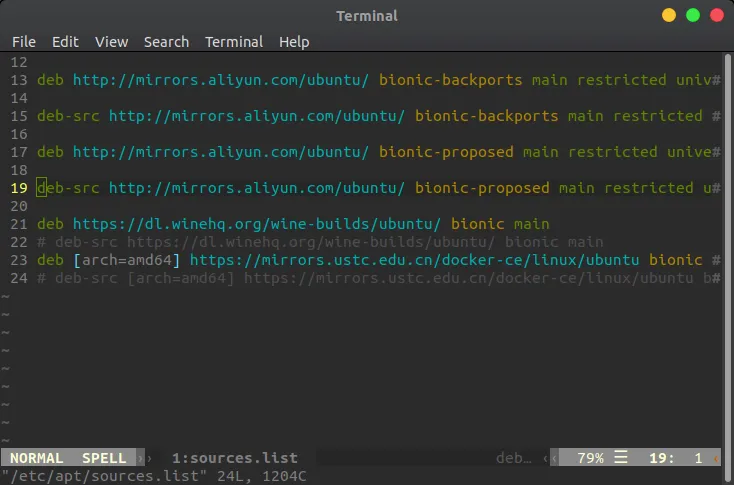 Terminal
File Edit View Search Terminal Help
12
13 deb http://mirrors.aliyun.com/ubuntu/ bionic-backports main restricted univ#
14
15 deb-src http://mirrors.aliyun.com/ubuntu/ bionic-backports main restricted #
16
17 deb http://mirrors.aliyun.com/ubuntu/ bionic-proposed main restricted unive#
18
19 deb-src http://mirrors.aliyun.com/ubuntu/ bionic-proposed main restricted u#
20
21 deb https://dl.winehq.org/wine-builds/ubuntu/ bionic main
22 # deb-src https://dl.winehq.org/wine-builds/ubuntu/ bionic main
23 deb [arch=amd64] https://mirrors.ustc.edu.cn/docker-ce/linux/ubuntu bionic #
24 # deb-src [arch=amd64] https://mirrors.ustc.edu.cn/docker-ce/linux/ubuntu b#
~
~
~
~
~
~
~
~
~
NORMAL SPELL 1:sources.list deb… 79% ☰ 19: 1
"/etc/apt/sources.list" 24L, 1204C